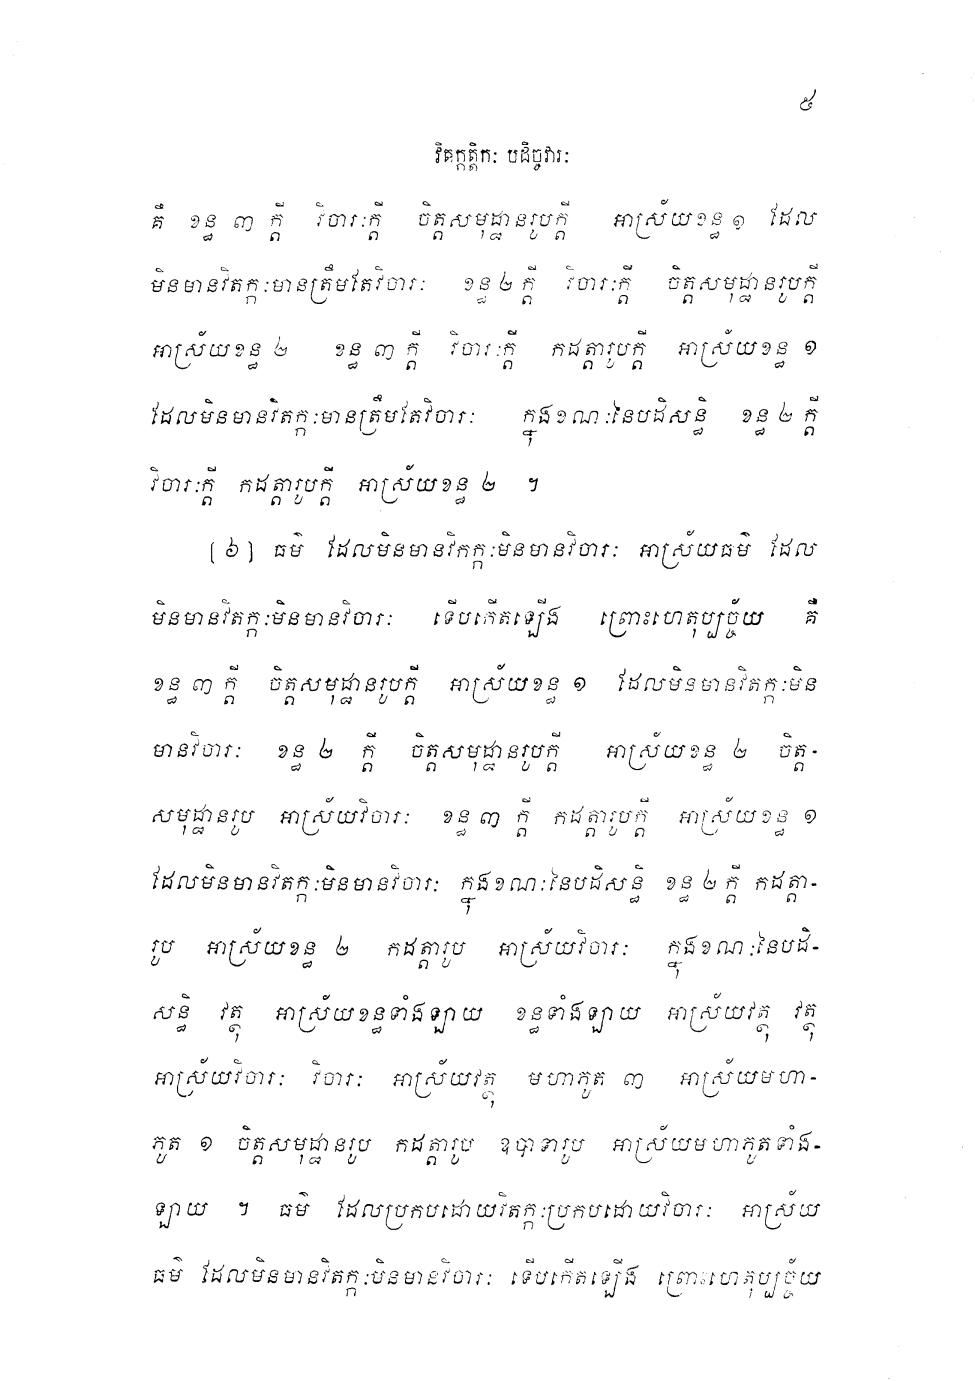 ៥
វិតក្កត្តិកៈ បដិច្ចវារៈ
គឺ ខន្ធ ៣ ក្តី វិចារៈក្តី ចិត្តសមុដ្ឋានរូបក្តី អាស្រ័យខន្ធ ១ ដែល
មិនមានវិតក្កៈមានត្រឹមតែវិចារៈ ខន្ធ ២ ក្តី វិចារៈក្តី ចិត្តសមុដ្ឋានរូបក្តី
អាស្រ័យខន្ធ ២ ខន្ធ ៣ ក្តី វិចារៈក្តី កដត្តារូបក្តី អាស្រ័យខន្ធ ១
ដែលមិនមានវិតក្កៈមានត្រឹមតែវិចារៈ ក្នុងខណៈនៃបដិសន្ធិ ខន្ធ ២ ក្តី
វិចារៈក្តី កដត្តារូបក្តី អាស្រ័យខន្ធ ២ ។
(៦) ធម៌ ដែលមិនមានវិកក្កៈមិនមានវិចារៈ អាស្រ័យធម៌ ដែល
មិនមានវិតក្កៈមិនមានវិចារៈ ទើបកើតឡើង ព្រោះហេតុប្បច្ច័យ គឺ
ខន្ធ ៣ ក្តី ចិត្តសមុដ្ឋានរូបក្តី អាស្រ័យខន្ធ ១ ដែលមិនមានវិតក្កៈមិន
មានវិចារៈ ខន្ធ ២ ក្តី ចិត្តសមុដ្ឋានរូបក្តី អាស្រ័យខន្ធ ២ ចិត្ត-
សមុដ្ឋានរូប អាស្រ័យវិចារៈ ខន្ធ ៣ ក្តី កដត្តារូបក្តី អាស្រ័យខន្ធ ១
ដែលមិនមានវិតក្កៈមិនមានវិចារៈ ក្នុងខណៈនៃបដិសន្ធិ ខន្ធ ២ ក្តី កដត្តា-
រូប អាស្រ័យខន្ធ ២ កដត្តារូប អាស្រ័យវិចារៈ ក្នុងខណៈនៃបដិ-
សន្ធិ វត្ថុ អាស្រ័យខន្ធទាំងឡាយ ខន្ធទាំងឡាយ អាស្រ័យវត្ថុ វត្ថុ
អាស្រ័យវិចារៈ វិចារៈ អាស្រ័យវត្ថុ មហាភូត ៣ អាស្រ័យមហា-
ភូត ១ ចិត្តសមុដ្ឋានរូប កដត្តារូប ឧបាទារូប អាស្រ័យមហាភូតទាំង-
ឡាយ ។ ធម៌ ដែលប្រកបដោយវិតក្កៈប្រកបដោយវិចារៈ អាស្រ័យ
ធម៌ ដែលមិនមានវិតក្កៈមិនមានវិចារៈ ទើបកើតឡើង ព្រោះហេតុប្បច្ច័យ